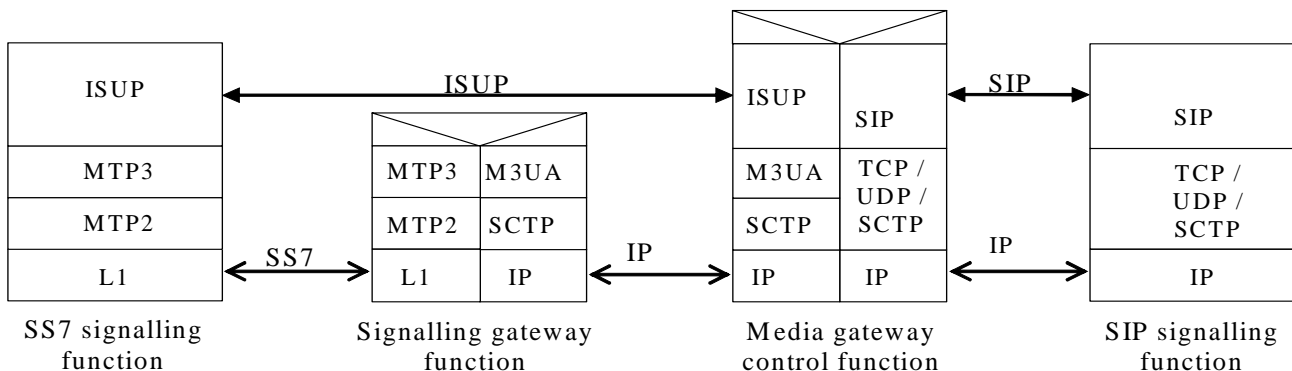 ISUP
MTP3
MTP2
L1
SS7 signalling
function
ISUP
SS7
MTP3
M3UA
MTP2
SCTP
L1
IP
Signalling gateway
function
IP
ISUP
SIP
M3UA
TCP /
UDP /
SCTP
SCTP
IP
IP
Media gateway
control function
SIP
IP
SIP
TCP /
UDP /
SCTP
IP
SIP signalling
function